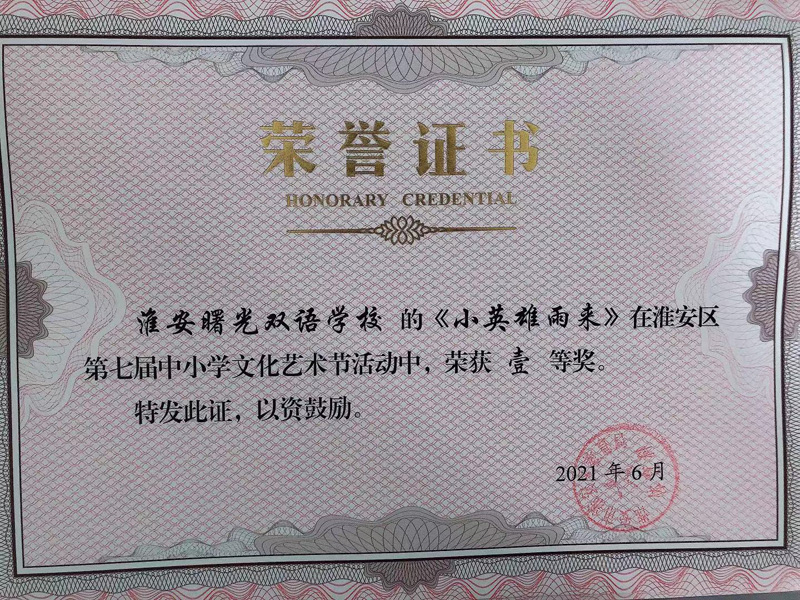 荣誉证书
HONORARY CREDENTIAL
淮安曙光双语学校 的《小英雄雨来》在淮安区
第七届中小学文化艺术节活动中，荣获 壹 等奖。
特发此证，以资鼓励。
2021 年 6 月